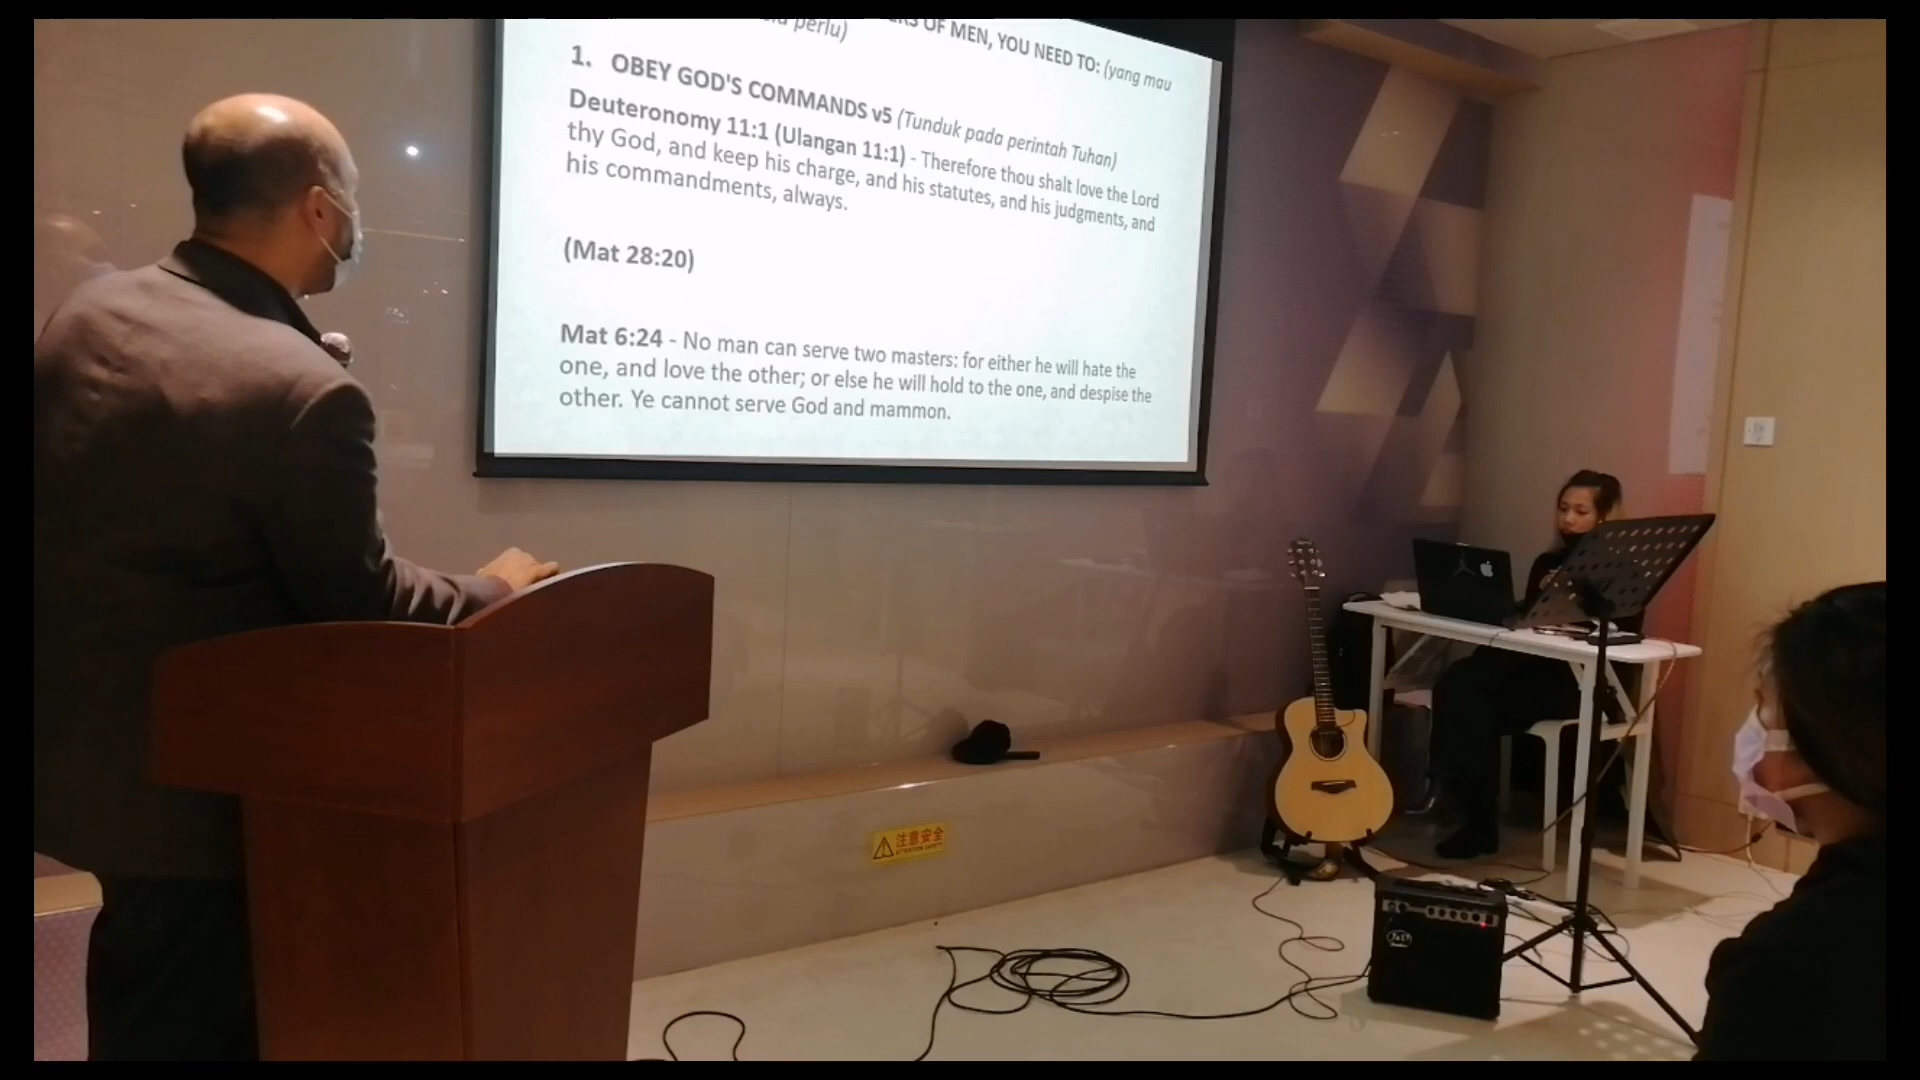 OF MEN, YOU NEED TO: (yang mau
perlu)
1. OBEY GOD'S COMMANDS v5 (Tunduk pada perintah Tuhan)
Deuteronomy 11:1 (Ulangan 11:1) - Therefore thou shalt love the Lord
thy God, and keep his charge, and his statutes, and his judgments, and
his commandments, always.
(Mat 28:20)
Mat 6:24 - No man can serve two masters: for either he will hate the
one, and love the other; or else he will hold to the one, and despise the
other. Ye cannot serve God and mammon.
注意安全
ATTENTION SAFETY